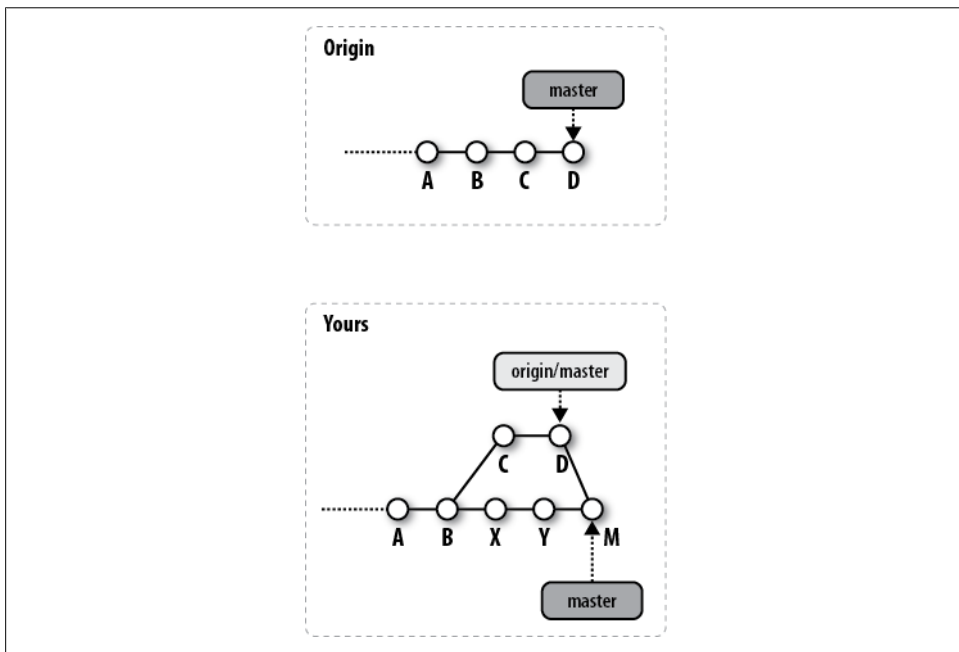 Origin
master
A B C D
Yours
origin/master
C D
A B X Y M
master